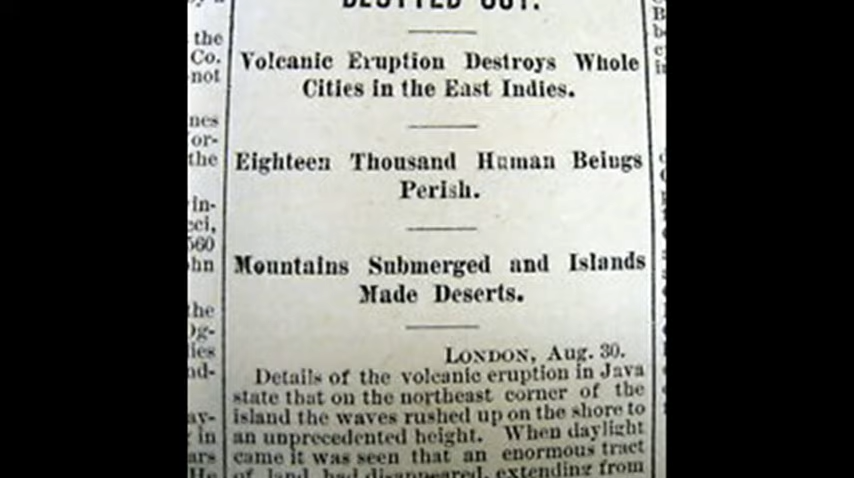 the
Co.
not
nes
or-
the
in-
ci,
560
hn
the
Og-
lies
nd-
ay-
in
ars
He
OUT.
Volcanic Eruption Destroys Whole
Cities in the East Indies.
Eighteen Thousand Human Beings
Perish.
Mountains Submerged and Islands
Made Deserts.
LONDON, Aug. 30.
Details of the volcanic eruption in Java
state that on the northeast corner of the
island the waves rushed up on the shore to
an unprecedented height. When daylight
came it was seen that an enormous tract
of land had disappeared, extending from